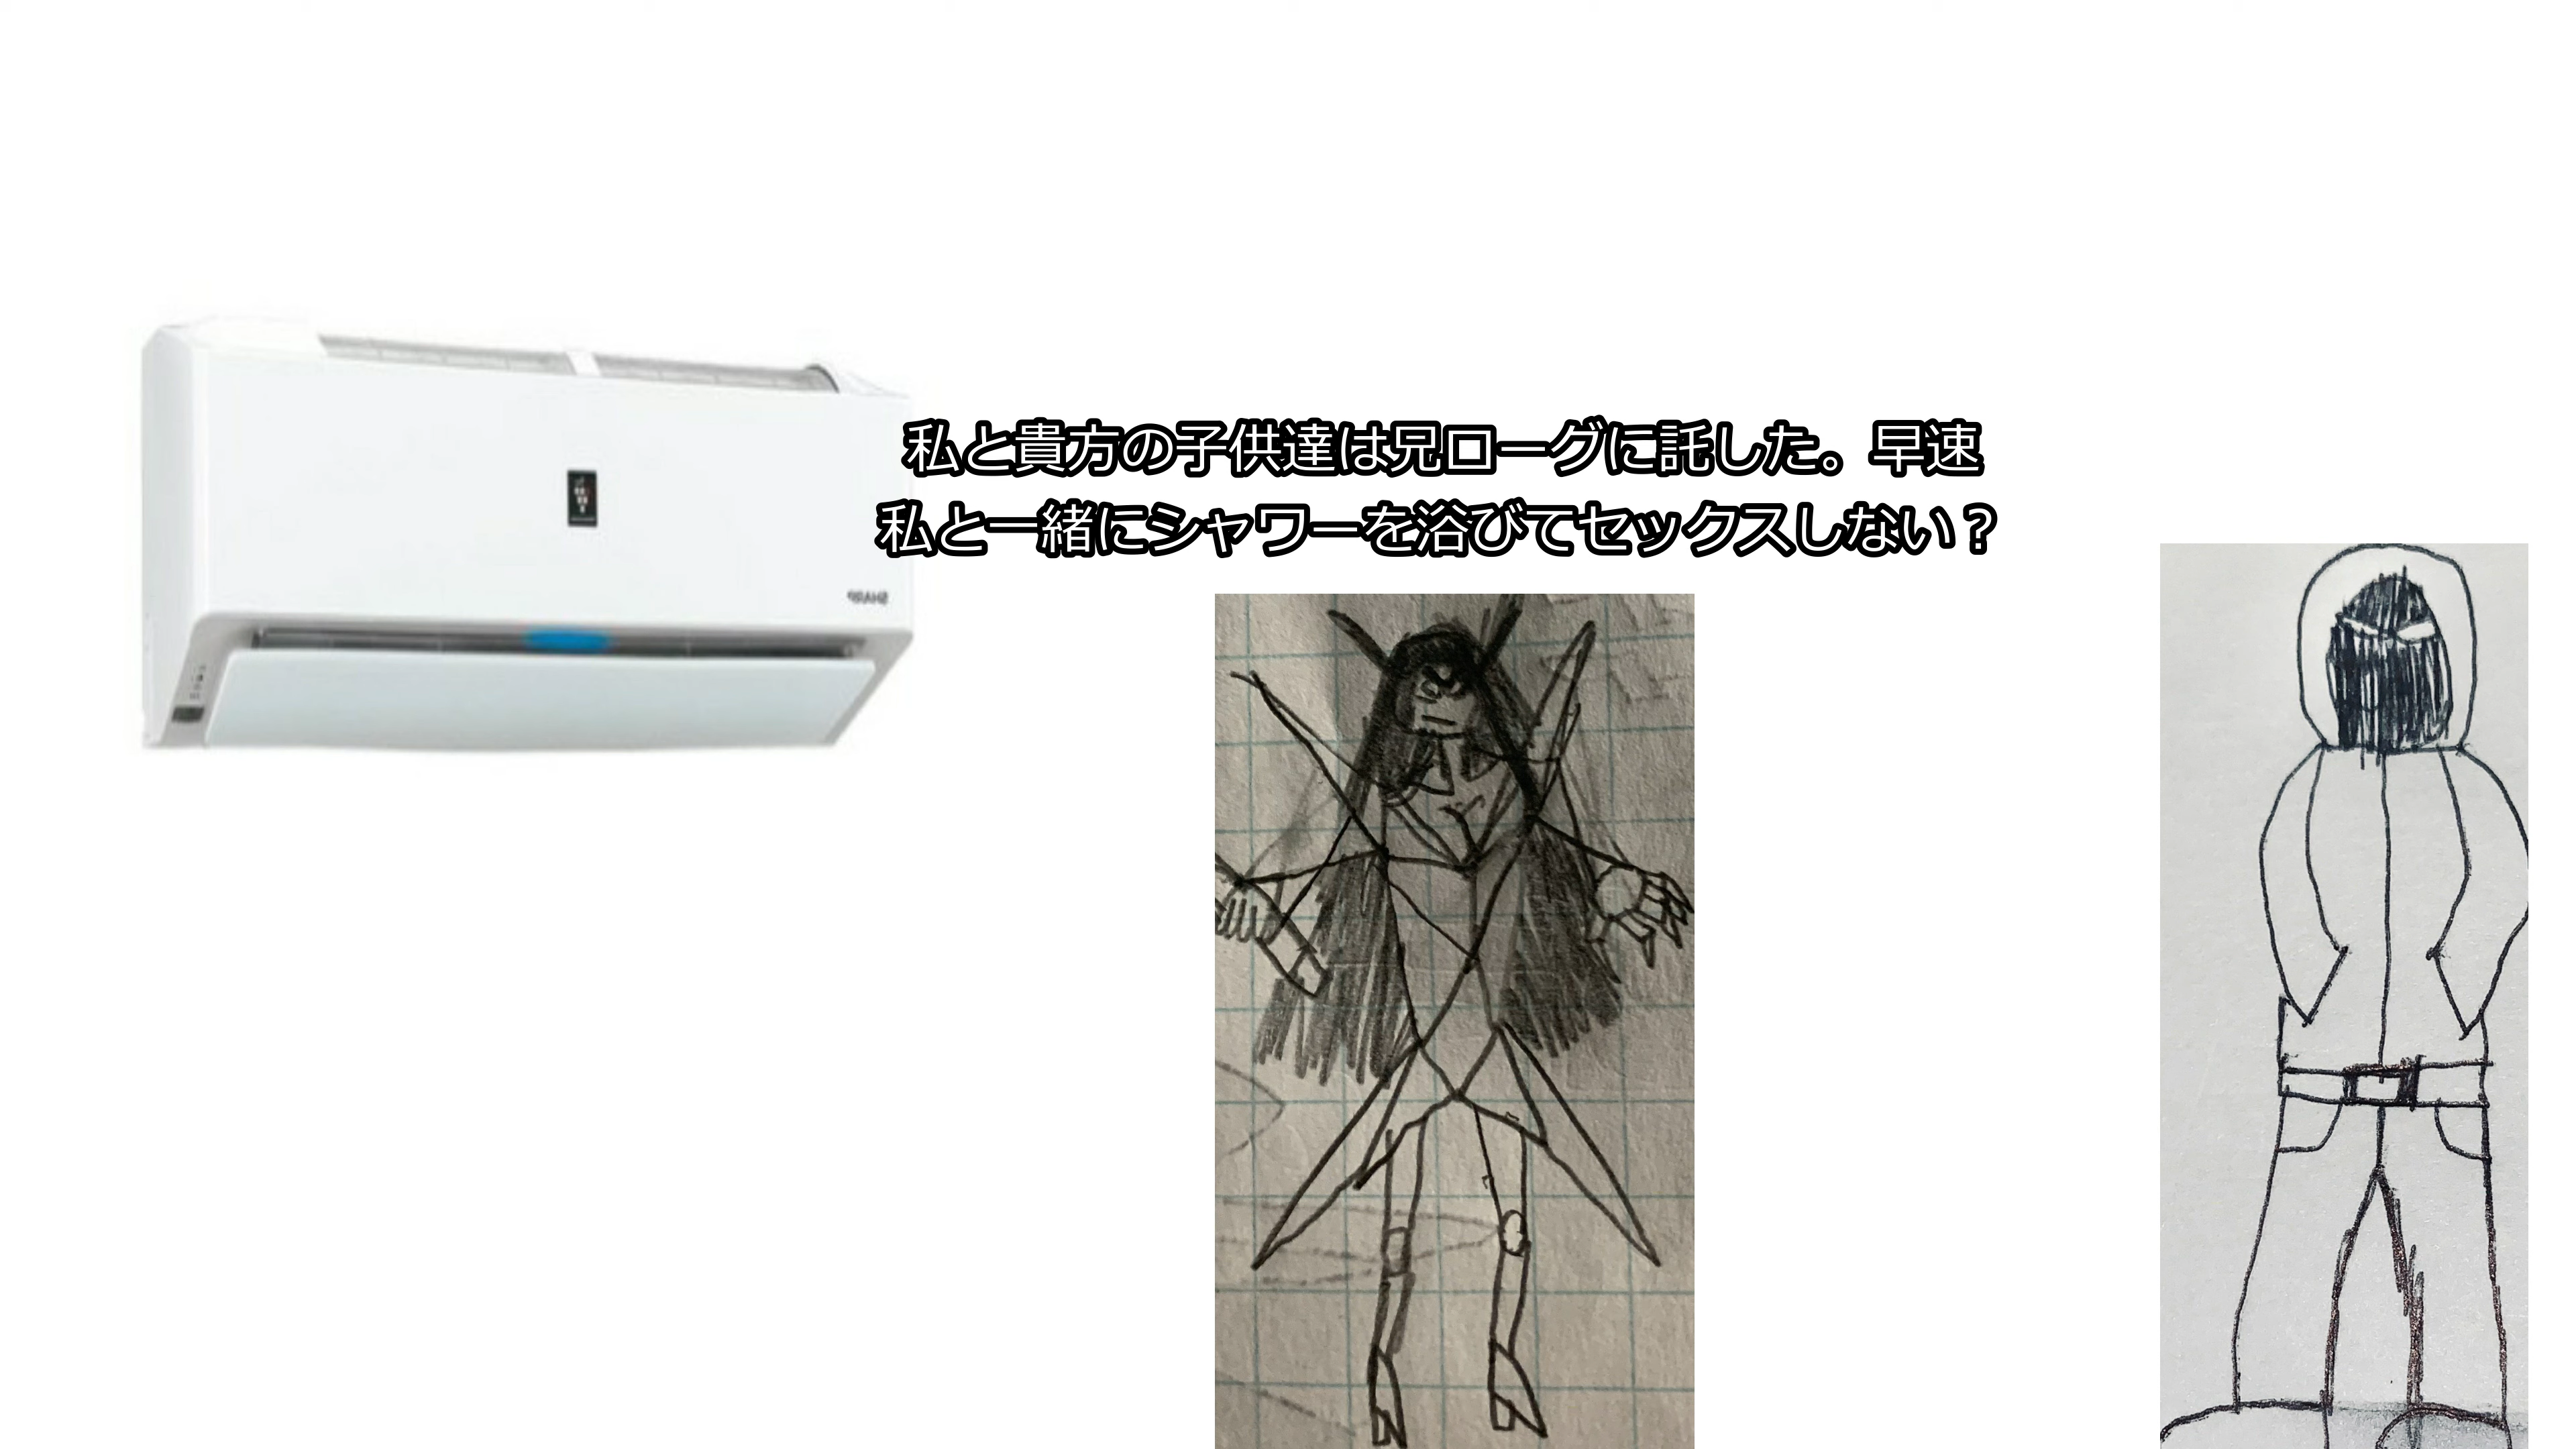 私と貴方の子供達は兄ローグに託した。早速
私と一緒にシャワーを浴びてセックスしない？
SHARP